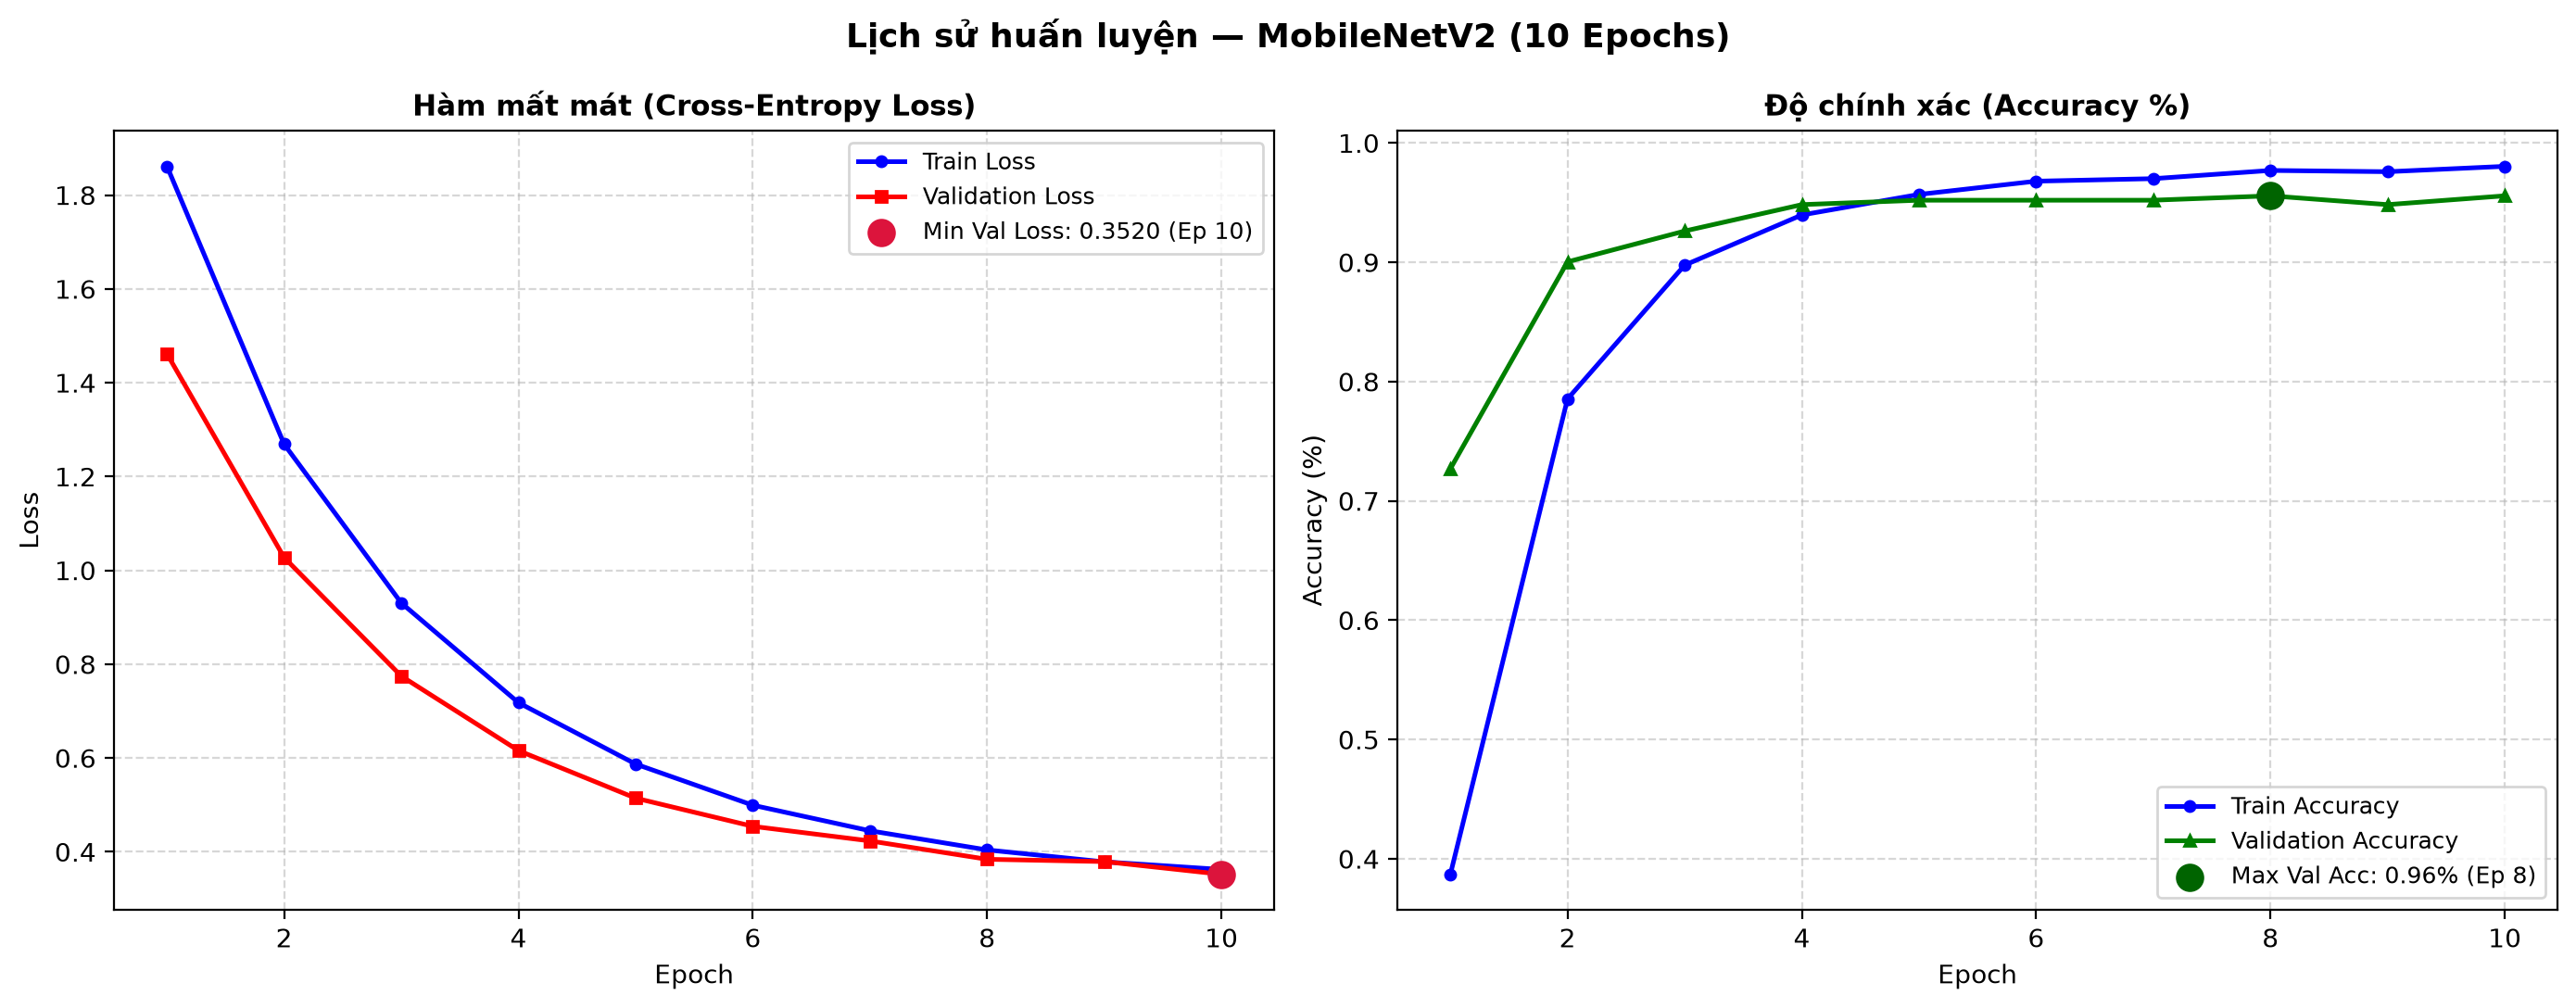 Lịch sử huấn luyện — MobileNetV2 (10 Epochs)
Hàm mất mát (Cross-Entropy Loss)
Loss
1.8
1.6
1.4
1.2
1.0
0.8
0.6
0.4
Train Loss
Validation Loss
Min Val Loss: 0.3520 (Ep 10)
2 4 6 8 10
Epoch
Độ chính xác (Accuracy %)
Accuracy (%)
1.0
0.9
0.8
0.7
0.6
0.5
0.4
Train Accuracy
Validation Accuracy
Max Val Acc: 0.96% (Ep 8)
2 4 6 8 10
Epoch